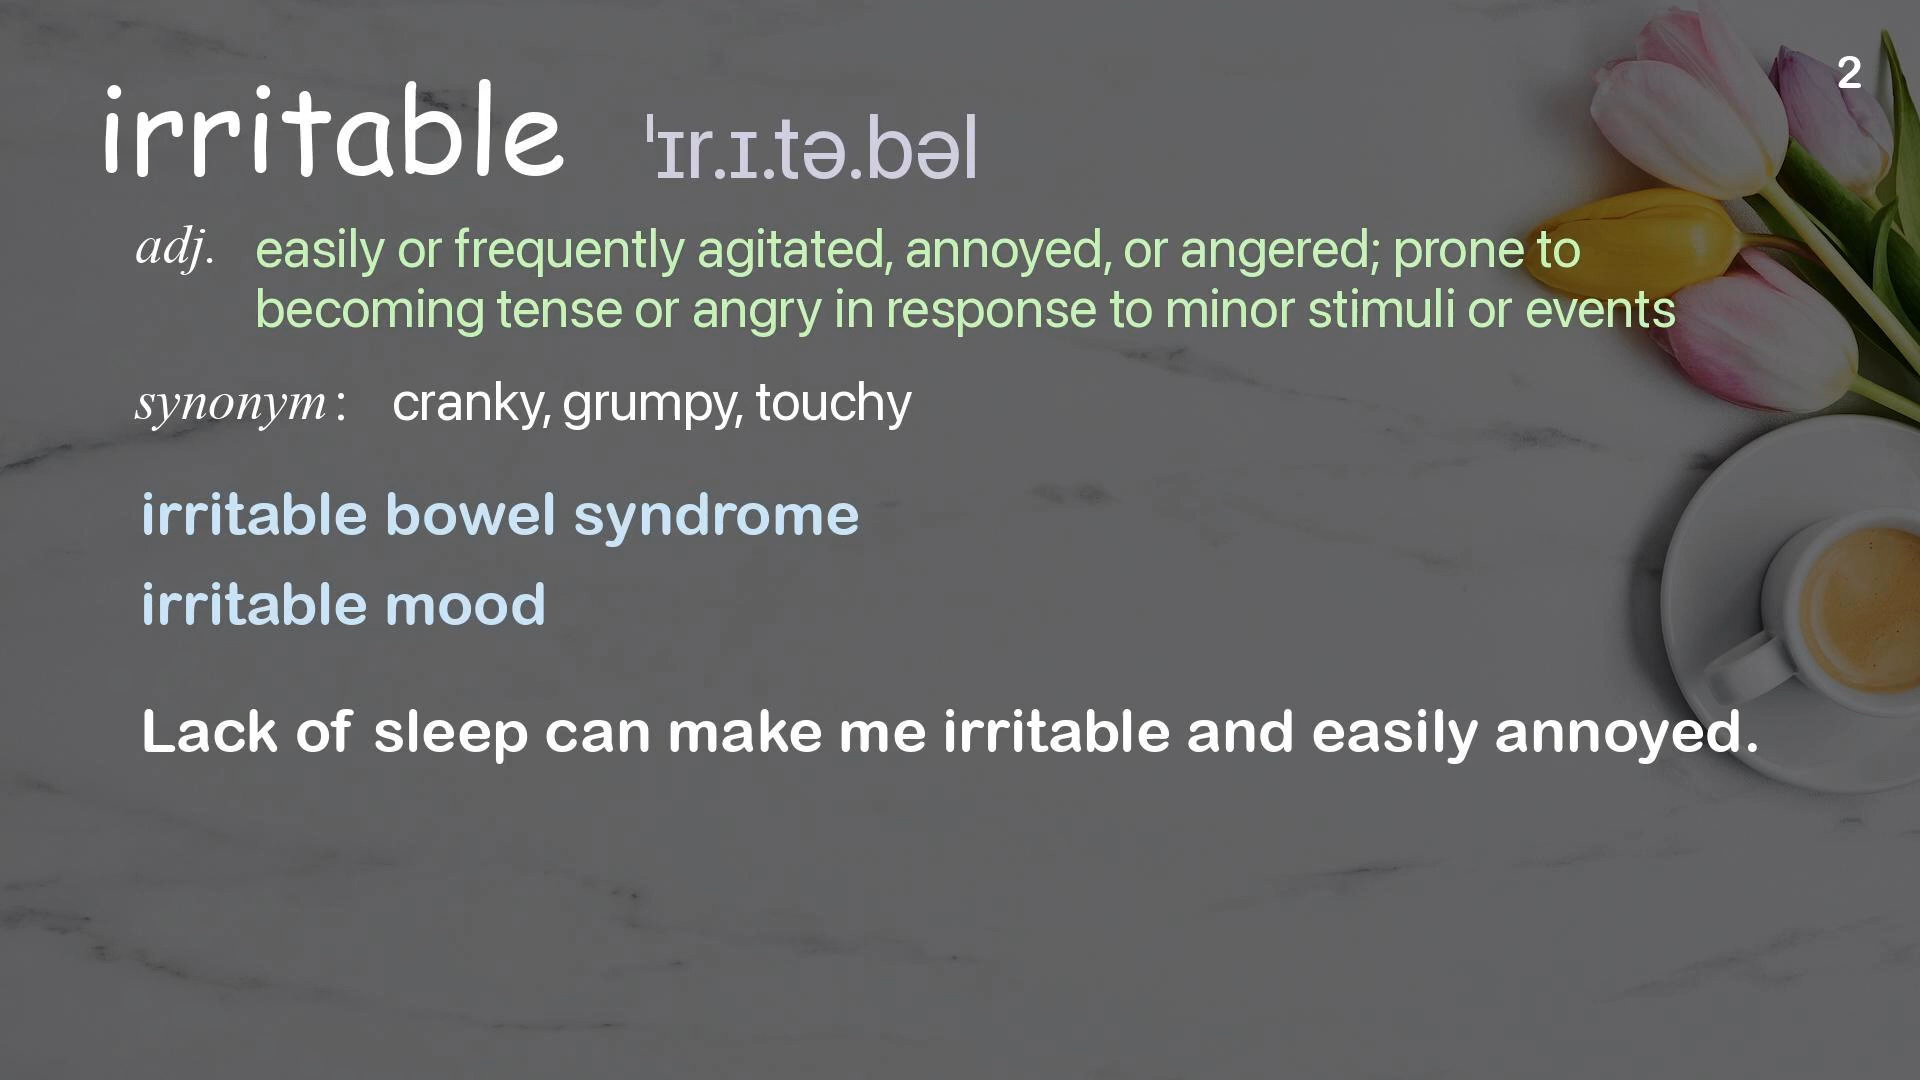 2
irritable ˈɪr.ɪ.tə.bəl
adj. easily or frequently agitated, annoyed, or angered; prone to
becoming tense or angry in response to minor stimuli or events
synonym: cranky, grumpy, touchy
irritable bowel syndrome
irritable mood
Lack of sleep can make me irritable and easily annoyed.